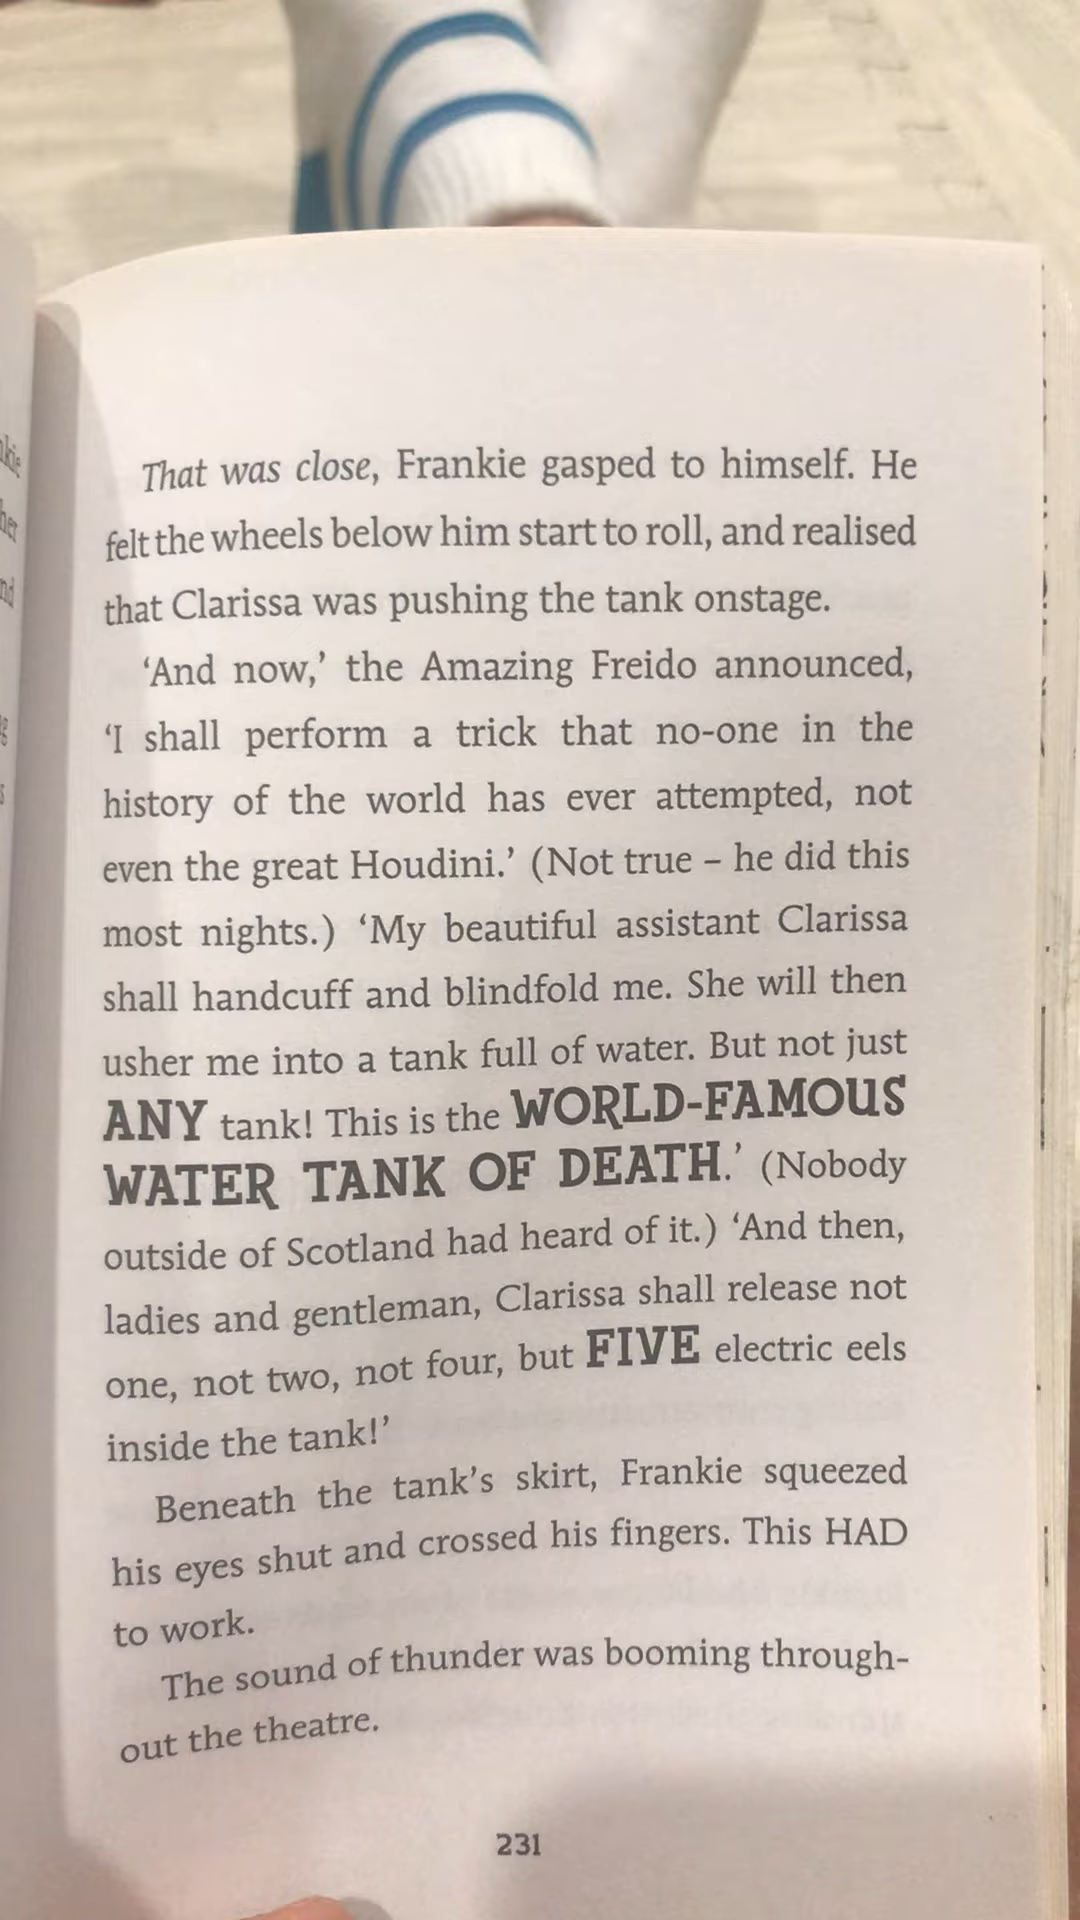 That was close, Frankie gasped to himself. He
felt the wheels below him start to roll, and realised
that Clarissa was pushing the tank onstage.
‘And now,’ the Amazing Freido announced,
‘I shall perform a trick that no-one in the
history of the world has ever attempted, not
even the great Houdini.’ (Not true – he did this
most nights.) ‘My beautiful assistant Clarissa
shall handcuff and blindfold me. She will then
usher me into a tank full of water. But not just
ANY tank! This is the WORLD-FAMOUS
WATER TANK OF DEATH.’ (Nobody
outside of Scotland had heard of it.) ‘And then,
ladies and gentleman, Clarissa shall release not
one, not two, not four, but FIVE electric eels
inside the tank!’
Beneath the tank’s skirt, Frankie squeezed
his eyes shut and crossed his fingers. This HAD
to work.
The sound of thunder was booming through-
out the theatre.
231